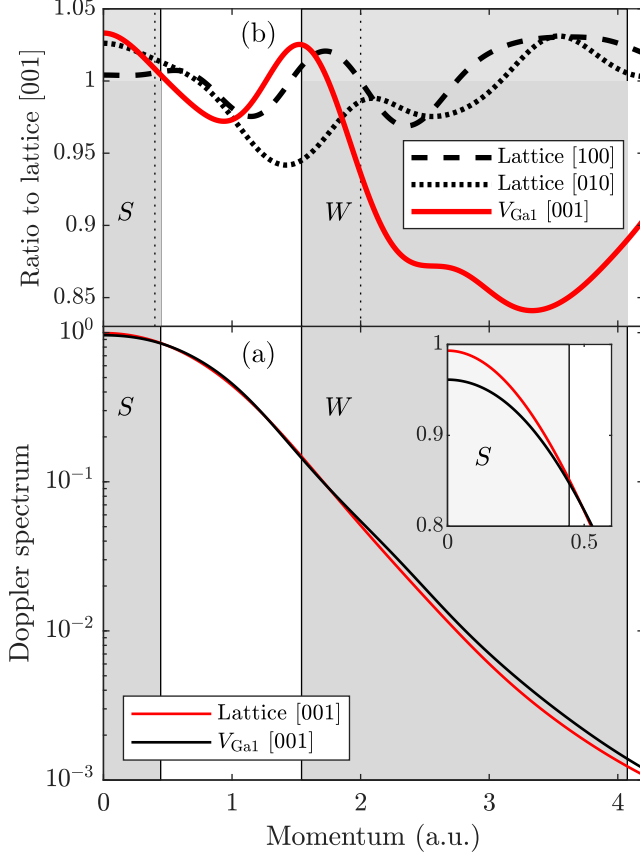 1.05
1
0.95
0.9
0.85
Ratio to lattice [001]
(b)
S
W
Lattice [100]
Lattice [010]
V_Ga1 [001]
10^0
10^-1
10^-2
10^-3
Doppler spectrum
(a)
S
W
1
0.9
0.8
S
0
0.5
Lattice [001]
V_Ga1 [001]
0
1
2
3
4
Momentum (a.u.)